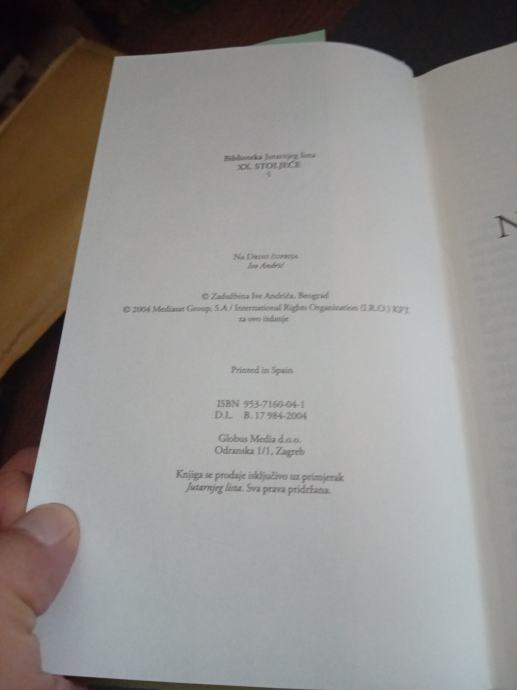 Biblioteka Jutarnjeg lista
XX. STOLJEĆE
5
Na Drini ćuprija
Ivo Andrić
© Zadužbina Ive Andrića, Beograd
© 2004 Mediasat Group, S.A / International Rights Organization (I.R.O.) KFT,
za ovo izdanje
Printed in Spain
ISBN 953-7160-04-1
D.L. B. 17 984-2004
Globus Media d.o.o.
Odranska 1/1, Zagreb
Knjiga se prodaje isključivo uz primjerak
Jutarnjeg lista. Sva prava pridržana.
N